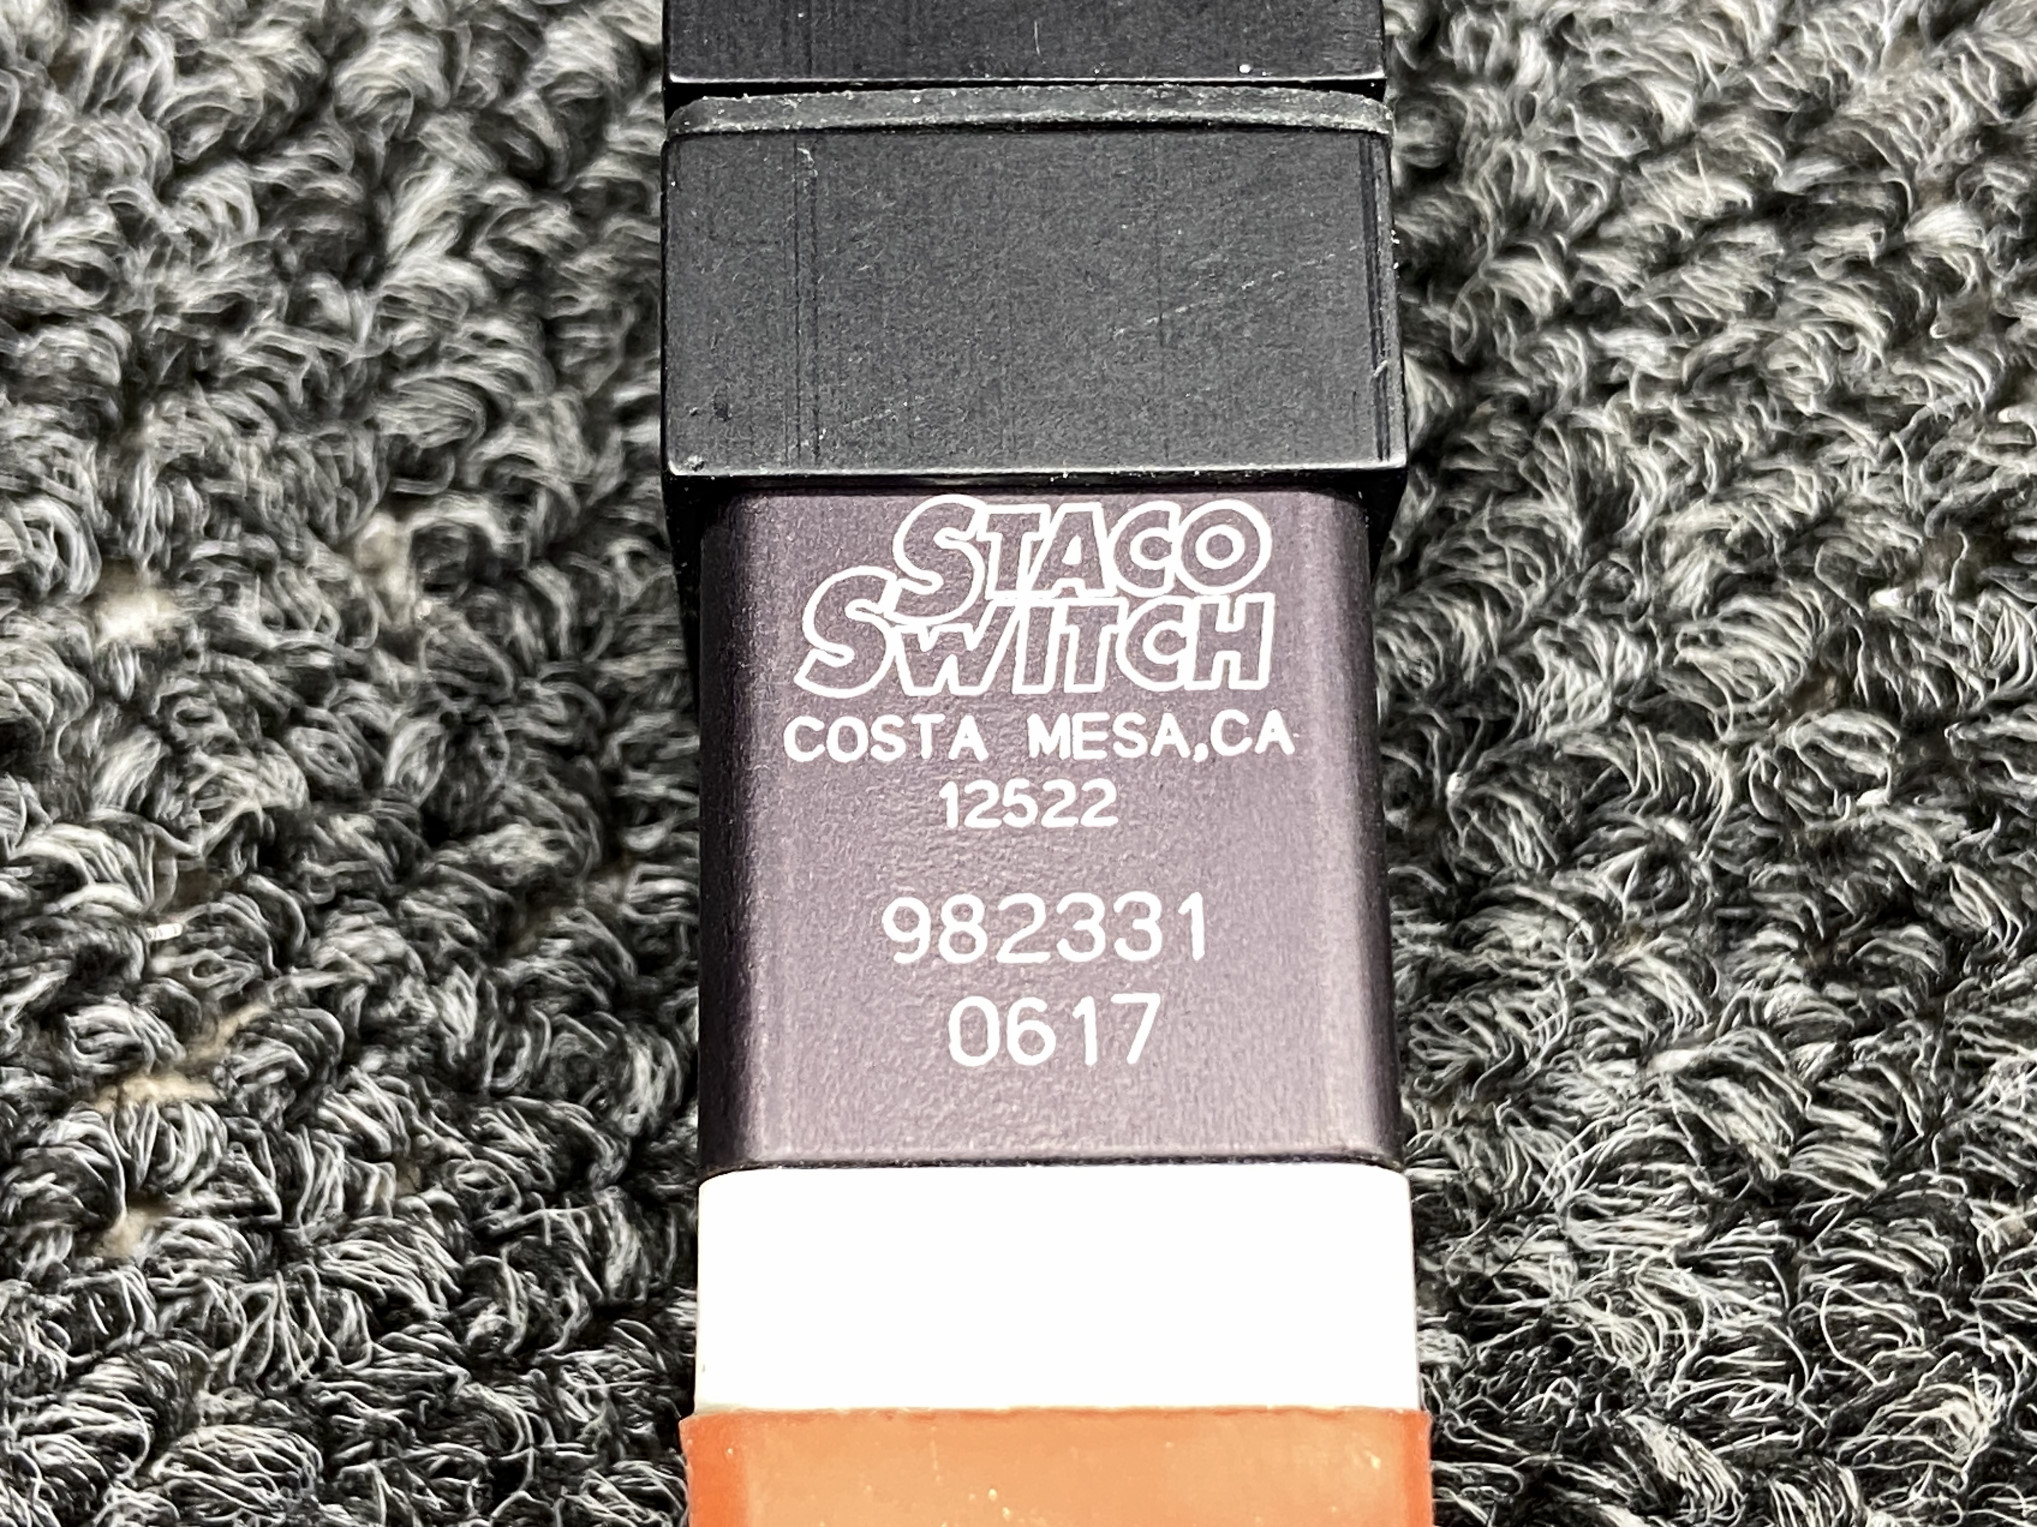 STACO
SWITCH
COSTA MESA,CA
12522
982331
0617